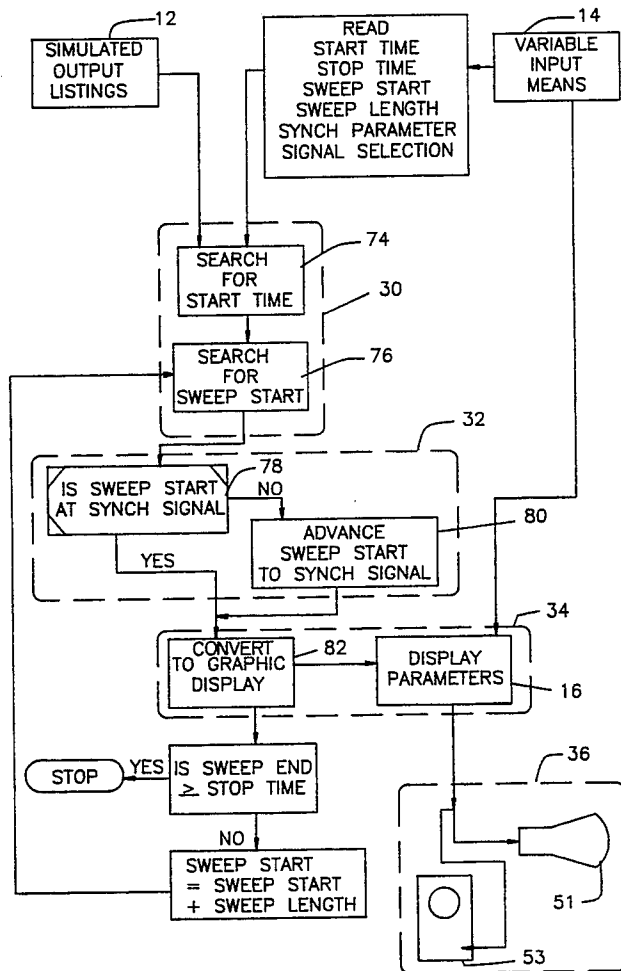 12
SIMULATED
OUTPUT
LISTINGS
READ
START TIME
STOP TIME
SWEEP START
SWEEP LENGTH
SYNCH PARAMETER
SIGNAL SELECTION
14
VARIABLE
INPUT
MEANS
74
SEARCH
FOR
START TIME
30
76
SEARCH
FOR
SWEEP START
32
78
IS SWEEP START
AT SYNCH SIGNAL
NO
80
ADVANCE
SWEEP START
TO SYNCH SIGNAL
YES
34
CONVERT
TO GRAPHIC
DISPLAY
82
DISPLAY
PARAMETERS
16
STOP
YES
IS SWEEP END
≥ STOP TIME
36
NO
SWEEP START
= SWEEP START
+ SWEEP LENGTH
51
53